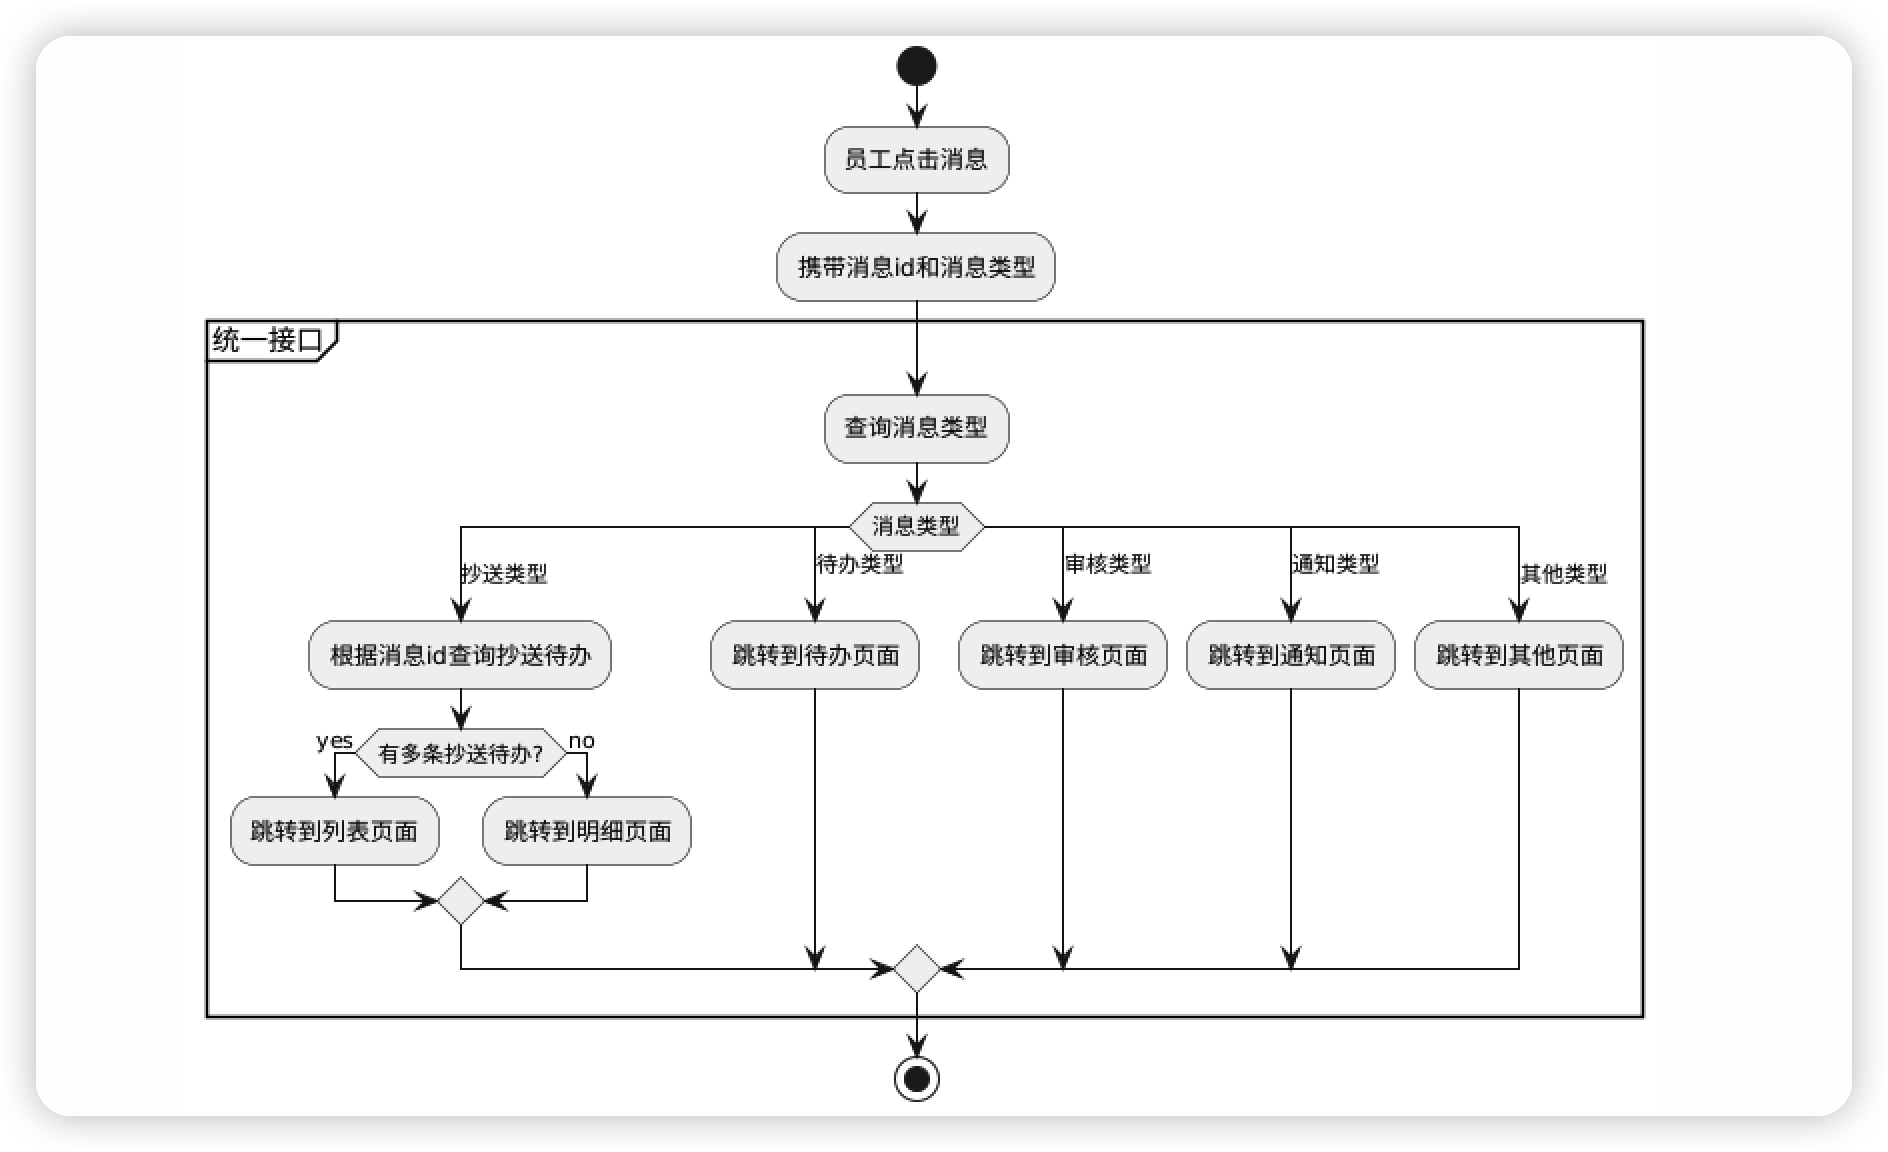 员工点击消息
携带消息id和消息类型
统一接口
查询消息类型
消息类型
抄送类型
待办类型
审核类型
通知类型
其他类型
根据消息id查询抄送待办
跳转到待办页面
跳转到审核页面
跳转到通知页面
跳转到其他页面
yes
有多条抄送待办?
no
跳转到列表页面
跳转到明细页面